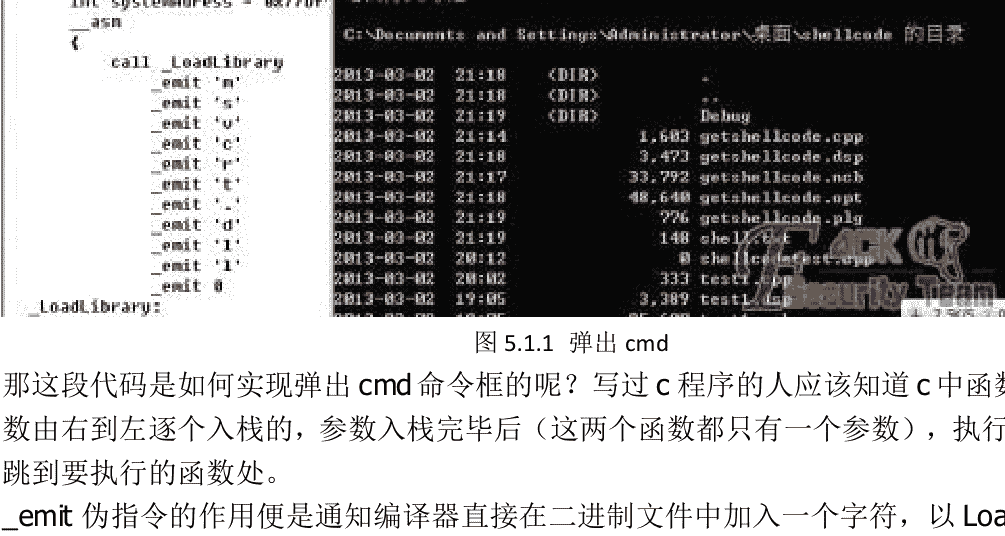 __asm
{
call _LoadLibrary
_emit 'm'
_emit 's'
_emit 'v'
_emit 'c'
_emit 'r'
_emit 't'
_emit '.'
_emit 'd'
_emit 'l'
_emit 'l'
_emit 0
_LoadLibrary:
C:\Documents and Settings\Administrator\桌面\shellcode 的目录
2013-03-02 21:18 <DIR> .
2013-03-02 21:18 <DIR> ..
2013-03-02 21:19 <DIR> Debug
2013-03-02 21:14 1,603 getshellcode.cpp
2013-03-02 21:18 3,473 getshellcode.dsp
2013-03-02 21:17 33,792 getshellcode.ncb
2013-03-02 21:18 48,640 getshellcode.opt
2013-03-02 21:19 776 getshellcode.plg
2013-03-02 21:19 148 shell.txt
2013-03-02 20:12 0 shellcodetest.cpp
2013-03-02 20:02 333 test1.cpp
2013-03-02 19:05 3,389 test1.dsp
Security Team
图 5.1.1 弹出 cmd
那这段代码是如何实现弹出 cmd 命令框的呢？写过 c 程序的人应该知道 c 中函数
数由右到左逐个入栈的，参数入栈完毕后（这两个函数都只有一个参数），执行
跳到要执行的函数处。
_emit 伪指令的作用便是通知编译器直接在二进制文件中加入一个字符，以 Loa